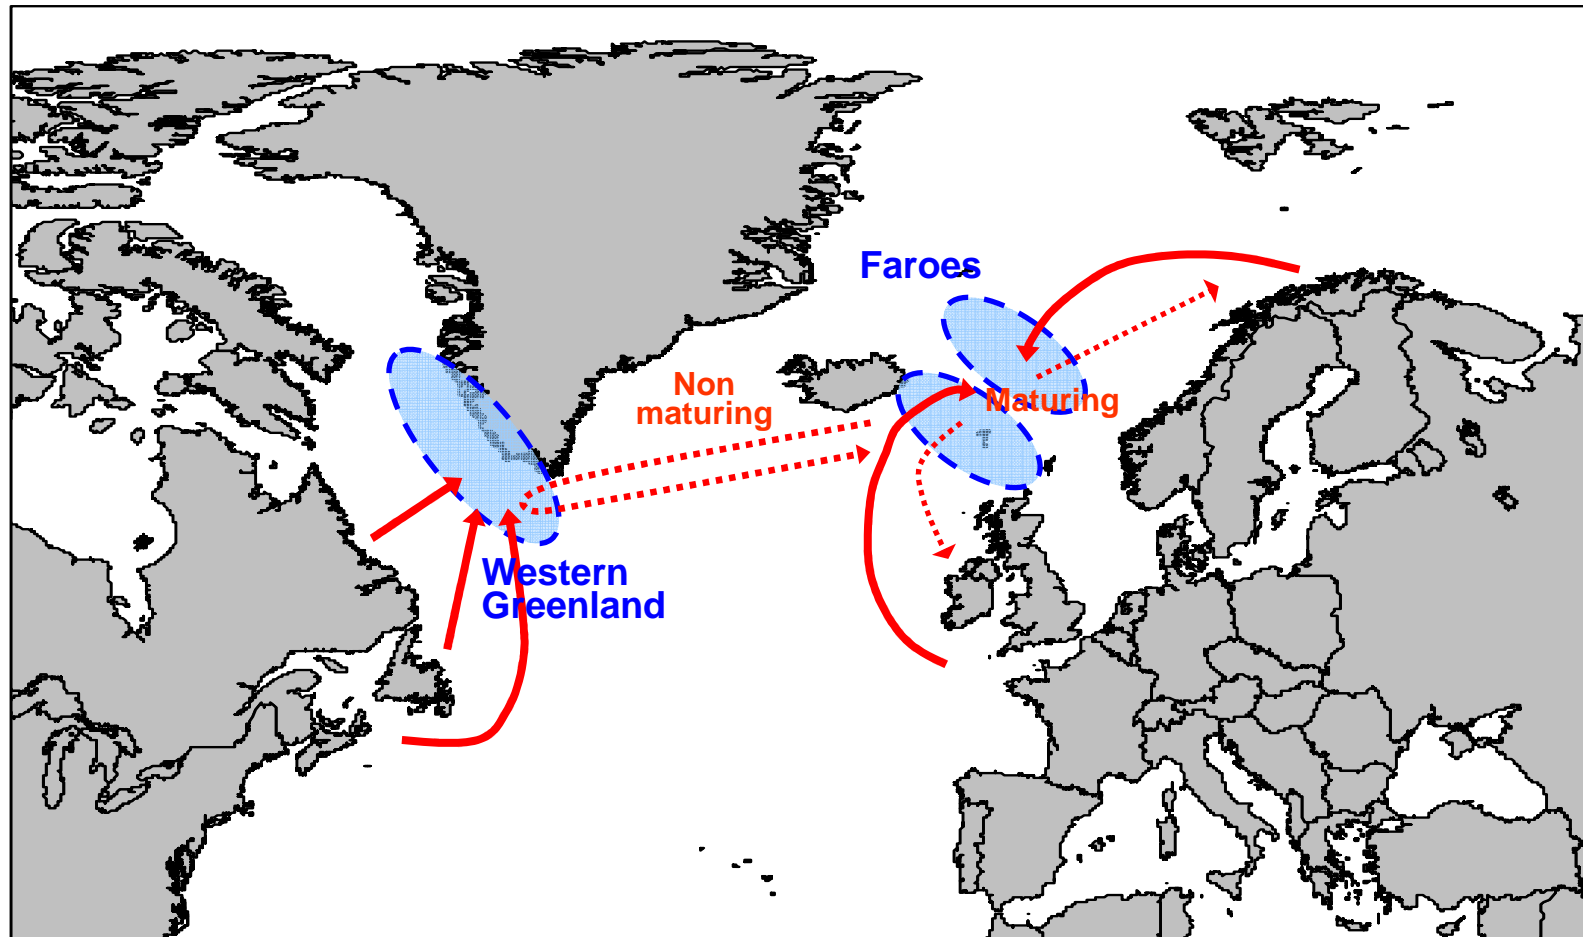 Faroes
Non
maturing
Maturing
Western
Greenland